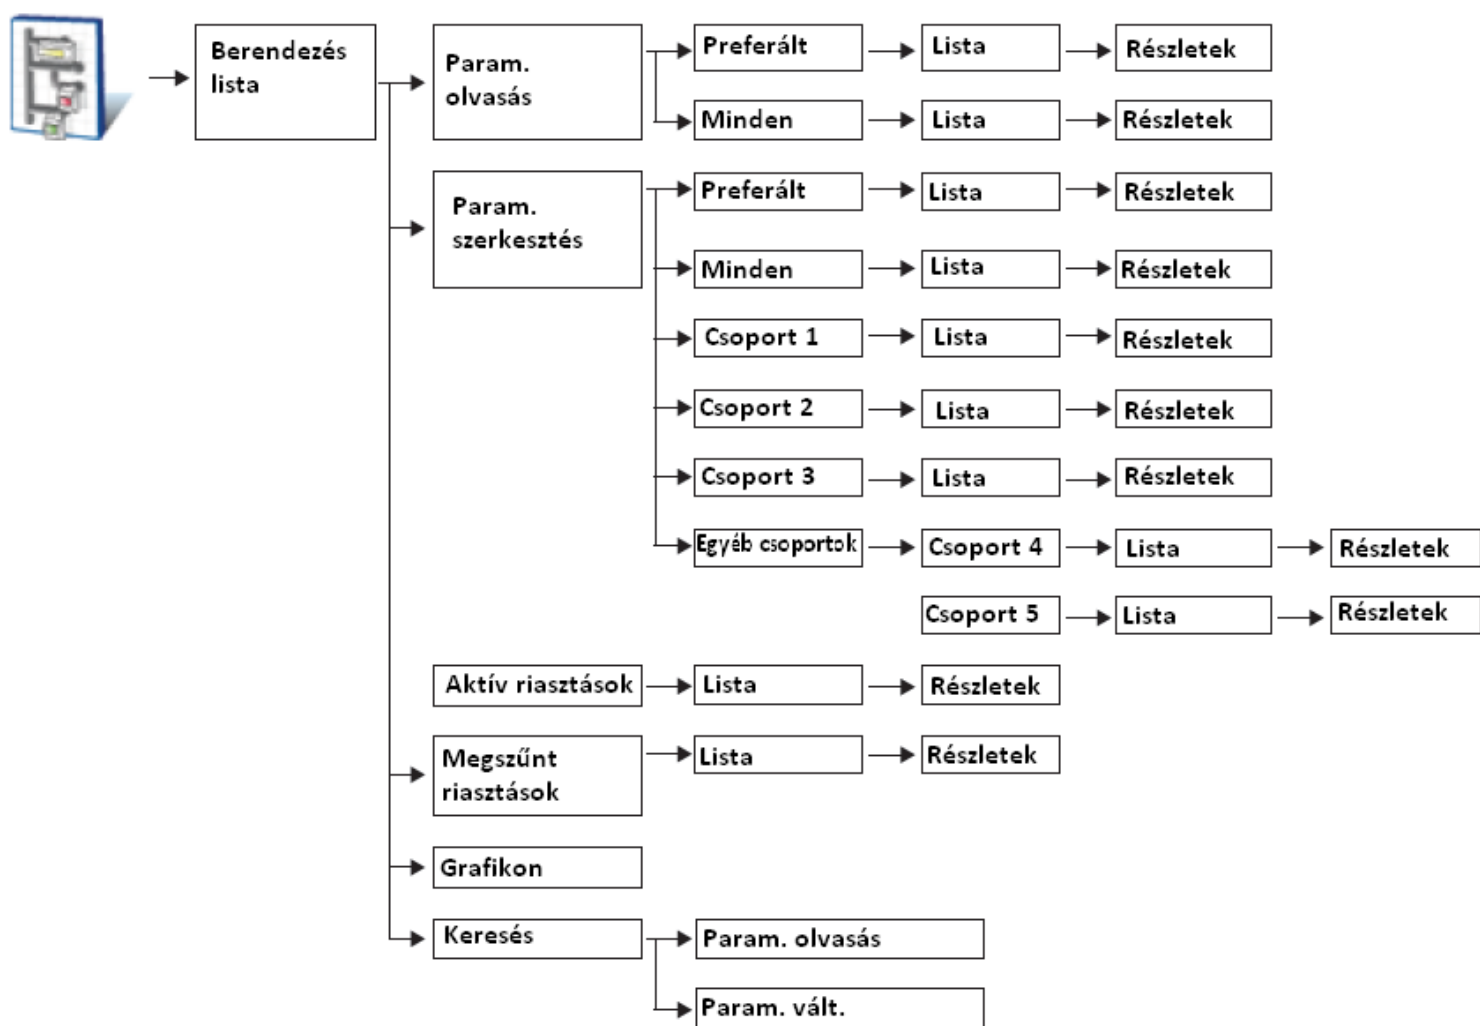 Berendezés
lista
Param.
olvasás
Preferált
Lista
Részletek
Minden
Lista
Részletek
Param.
szerkesztés
Preferált
Lista
Részletek
Minden
Lista
Részletek
Csoport 1
Lista
Részletek
Csoport 2
Lista
Részletek
Csoport 3
Lista
Részletek
Egyéb csoportok
Csoport 4
Lista
Részletek
Csoport 5
Lista
Részletek
Aktív riasztások
Lista
Részletek
Megszűnt
riasztások
Lista
Részletek
Grafikon
Keresés
Param. olvasás
Param. vált.